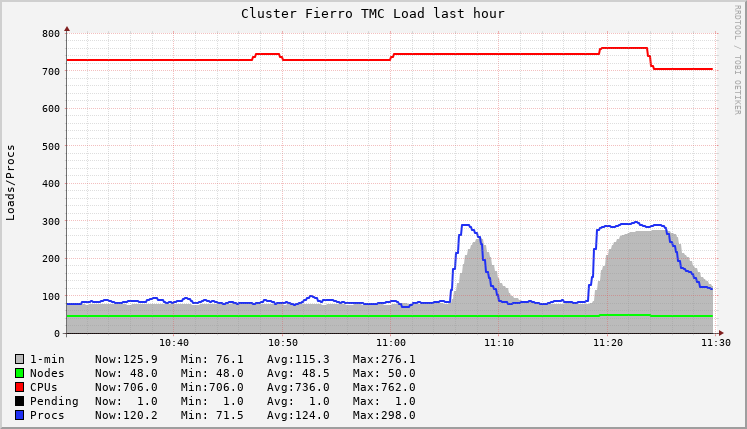 Cluster Fierro TMC Load last hour
RRDTOOL / TOBI OETIKER
Loads/Procs
800
700
600
500
400
300
200
100
0
10:40 10:50 11:00 11:10 11:20 11:30
1-min Now:125.9 Min: 76.1 Avg:115.3 Max:276.1
Nodes Now: 48.0 Min: 48.0 Avg: 48.5 Max: 50.0
CPUs Now:706.0 Min:706.0 Avg:736.0 Max:762.0
Pending Now: 1.0 Min: 1.0 Avg: 1.0 Max: 1.0
Procs Now:120.2 Min: 71.5 Avg:124.0 Max:298.0